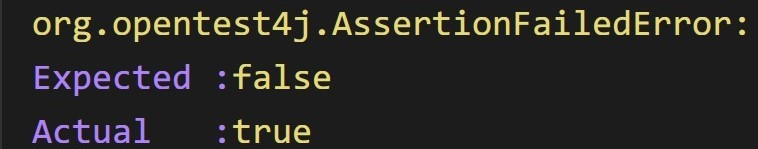 org.opentest4j.AssertionFailedError:
Expected :false
Actual   :true